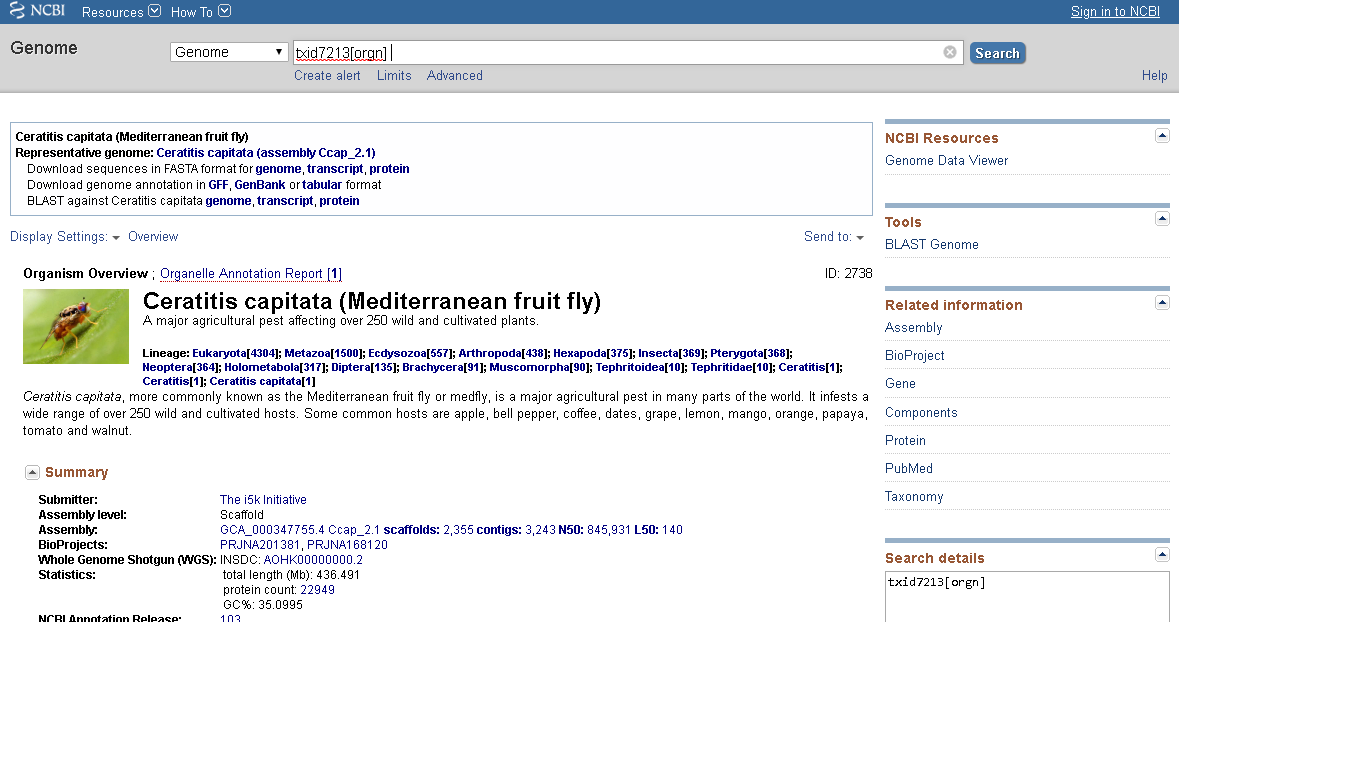 NCBI Resources How To Sign in to NCBI
Genome Genome txid7213[orgn] Search
Create alert Limits Advanced Help
Ceratitis capitata (Mediterranean fruit fly)
Representative genome: Ceratitis capitata (assembly Ccap_2.1)
Download sequences in FASTA format for genome, transcript, protein
Download genome annotation in GFF, GenBank or tabular format
BLAST against Ceratitis capitata genome, transcript, protein
Display Settings: Overview Send to:
Organism Overview ; Organelle Annotation Report [1] ID: 2738
Ceratitis capitata (Mediterranean fruit fly)
A major agricultural pest affecting over 250 wild and cultivated plants.
Lineage: Eukaryota[4304]; Metazoa[1500]; Ecdysozoa[557]; Arthropoda[438]; Hexapoda[375]; Insecta[369]; Pterygota[368];
Neoptera[364]; Holometabola[317]; Diptera[135]; Brachycera[91]; Muscomorpha[90]; Tephritoidea[10]; Tephritidae[10]; Ceratitis[1];
Ceratitis[1]; Ceratitis capitata[1]
Ceratitis capitata, more commonly known as the Mediterranean fruit fly or medfly, is a major agricultural pest in many parts of the world. It infests a
wide range of over 250 wild and cultivated hosts. Some common hosts are apple, bell pepper, coffee, dates, grape, lemon, mango, orange, papaya,
tomato and walnut.
Summary
Submitter: The i5k Initiative
Assembly level: Scaffold
Assembly: GCA_000347755.4 Ccap_2.1 scaffolds: 2,355 contigs: 3,243 N50: 845,931 L50: 140
BioProjects: PRJNA201381, PRJNA168120
Whole Genome Shotgun (WGS): INSDC: AOHK00000000.2
Statistics: total length (Mb): 436.491
protein count: 22949
GC%: 35.0995
NCBI Annotation Release: 103
NCBI Resources
Genome Data Viewer
Tools
BLAST Genome
Related information
Assembly
BioProject
Gene
Components
Protein
PubMed
Taxonomy
Search details
txid7213[orgn]